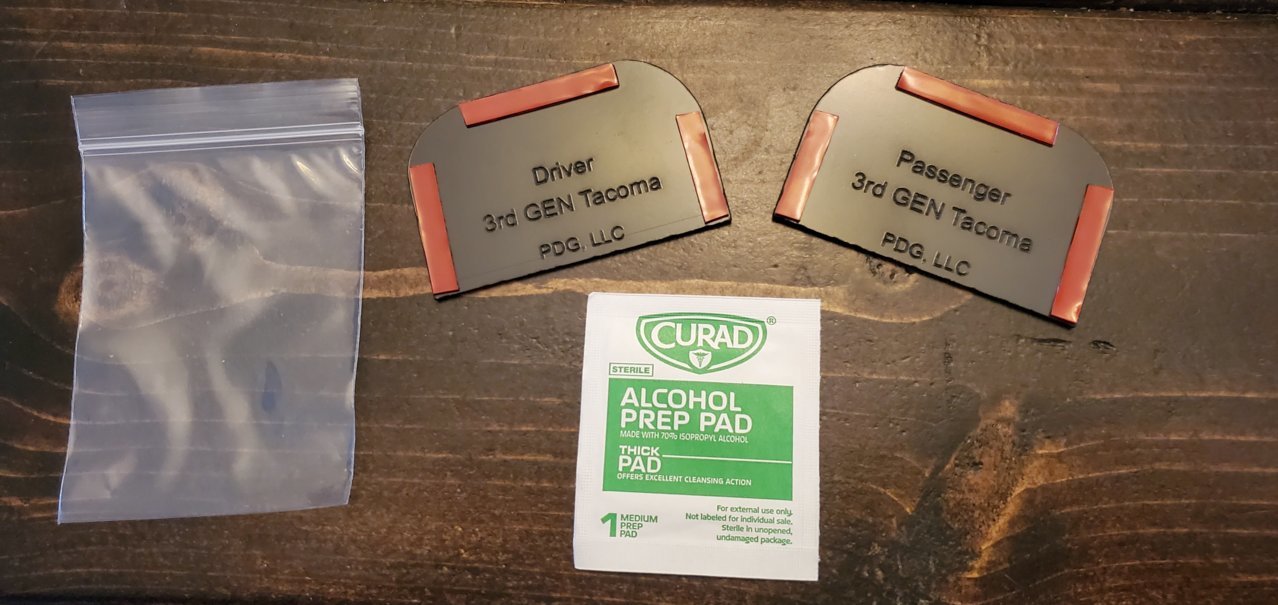 Driver
3rd GEN Tacoma
PDG, LLC
Passenger
3rd GEN Tacoma
PDG, LLC
CURAD®
STERILE
ALCOHOL
PREP PAD
MADE WITH 70% ISOPROPYL ALCOHOL
THICK
PAD
OFFERS EXCELLENT CLEANSING ACTION
1 MEDIUM
PREP
PAD
For external use only.
Not labeled for individual sale.
Sterile in unopened,
undamaged package.